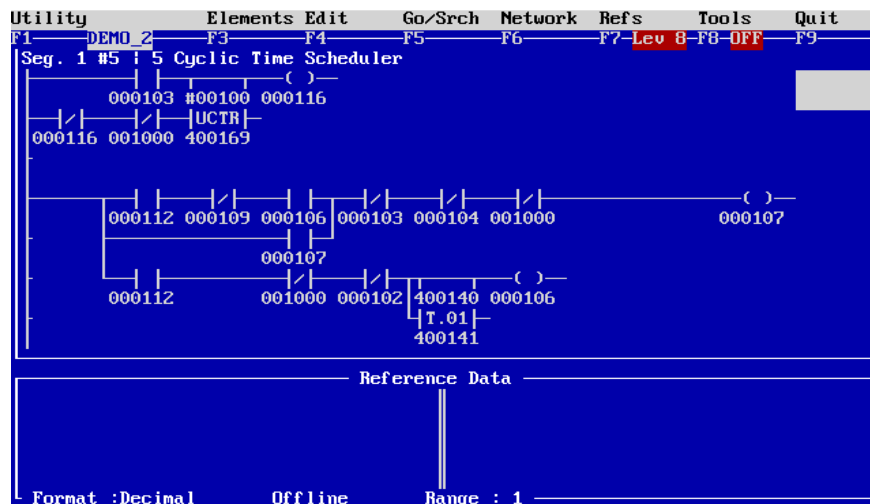 Utility Elements Edit Go/Srch Network Refs Tools Quit
F1 DEMO_2 F3 F4 F5 F6 F7 Lev 8 F8 OFF F9
Seg. 1 #5 ¦ 5 Cyclic Time Scheduler
000103 #00100 000116
UCTR
000116 001000 400169
000112 000109 000106 000103 000104 001000 000107
000107
000112 001000 000102 400140 000106
T.01
400141
Reference Data
Format :Decimal Offline Range : 1